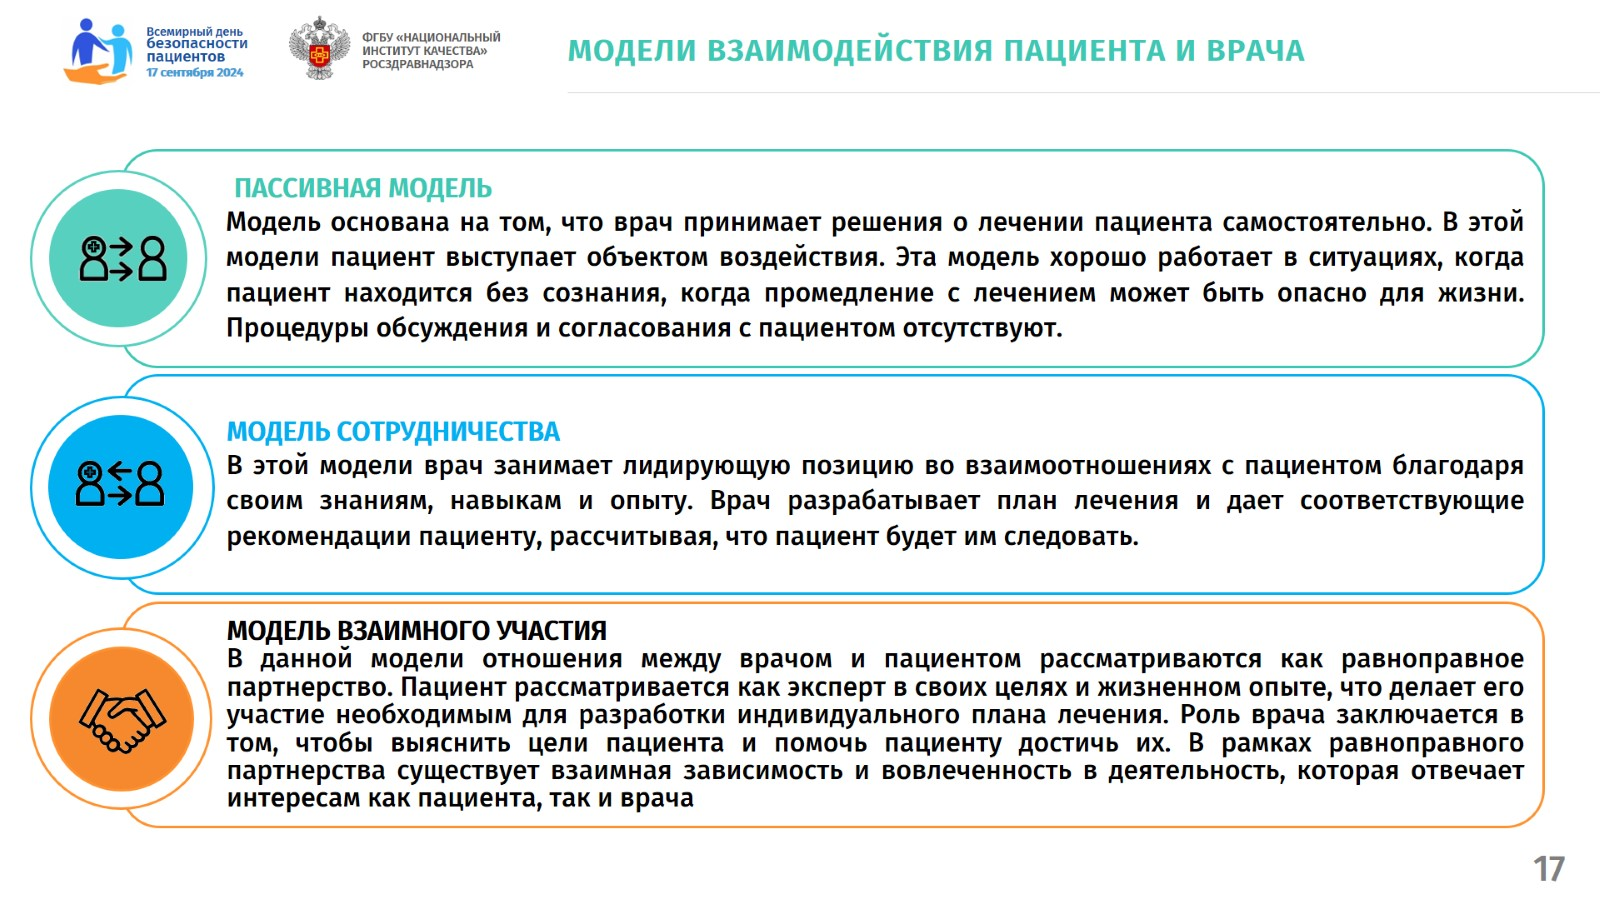 Всемирный день
безопасности
пациентов
17 сентября 2024
ФГБУ «НАЦИОНАЛЬНЫЙ
ИНСТИТУТ КАЧЕСТВА»
РОСЗДРАВНАДЗОРА
МОДЕЛИ ВЗАИМОДЕЙСТВИЯ ПАЦИЕНТА И ВРАЧА
ПАССИВНАЯ МОДЕЛЬ
Модель основана на том, что врач принимает решения о лечении пациента самостоятельно. В этой
модели пациент выступает объектом воздействия. Эта модель хорошо работает в ситуациях, когда
пациент находится без сознания, когда промедление с лечением может быть опасно для жизни.
Процедуры обсуждения и согласования с пациентом отсутствуют.
МОДЕЛЬ СОТРУДНИЧЕСТВА
В этой модели врач занимает лидирующую позицию во взаимоотношениях с пациентом благодаря
своим знаниям, навыкам и опыту. Врач разрабатывает план лечения и дает соответствующие
рекомендации пациенту, рассчитывая, что пациент будет им следовать.
МОДЕЛЬ ВЗАИМНОГО УЧАСТИЯ
В данной модели отношения между врачом и пациентом рассматриваются как равноправное
партнерство. Пациент рассматривается как эксперт в своих целях и жизненном опыте, что делает его
участие необходимым для разработки индивидуального плана лечения. Роль врача заключается в
том, чтобы выяснить цели пациента и помочь пациенту достичь их. В рамках равноправного
партнерства существует взаимная зависимость и вовлеченность в деятельность, которая отвечает
интересам как пациента, так и врача
17